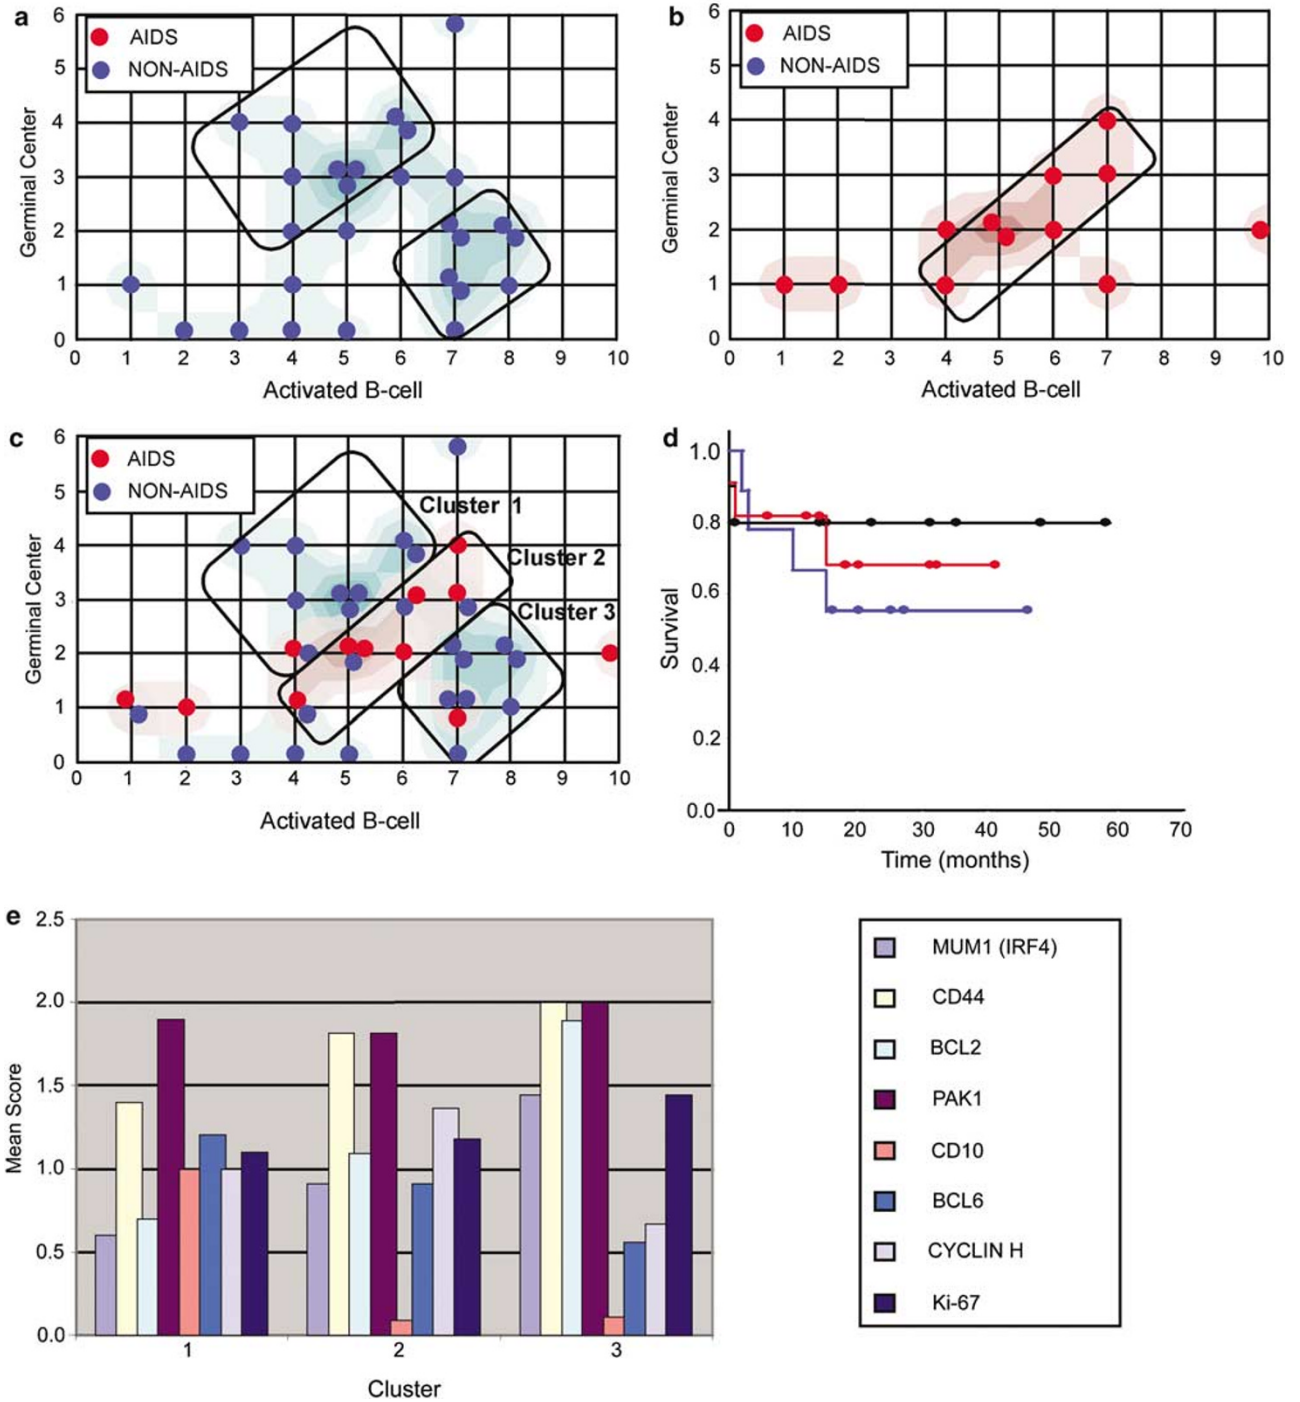 a
AIDS
NON-AIDS
Germinal Center
6
5
4
3
2
1
0
0 1 2 3 4 5 6 7 8 9 10
Activated B-cell
b
AIDS
NON-AIDS
Germinal Center
6
5
4
3
2
1
0
0 1 2 3 4 5 6 7 8 9 10
Activated B-cell
c
AIDS
NON-AIDS
Cluster 1
Cluster 2
Cluster 3
Germinal Center
6
5
4
3
2
1
0
0 1 2 3 4 5 6 7 8 9 10
Activated B-cell
d
Survival
1.0
0.8
0.6
0.4
0.2
0.0
0 10 20 30 40 50 60 70
Time (months)
e
Mean Score
2.5
2.0
1.5
1.0
0.5
0.0
1 2 3
Cluster
MUM1 (IRF4)
CD44
BCL2
PAK1
CD10
BCL6
CYCLIN H
Ki-67